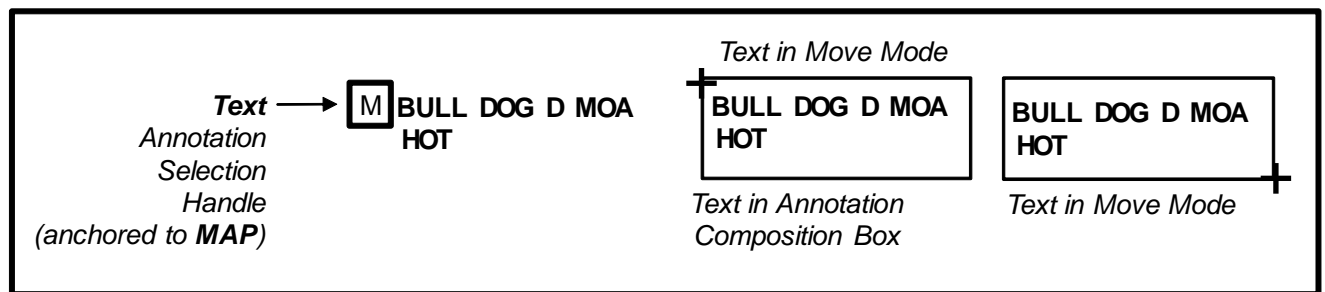 Text
Annotation
Selection
Handle
(anchored to MAP)
M
BULL DOG D MOA
HOT
Text in Move Mode
BULL DOG D MOA
HOT
Text in Annotation
Composition Box
BULL DOG D MOA
HOT
Text in Move Mode